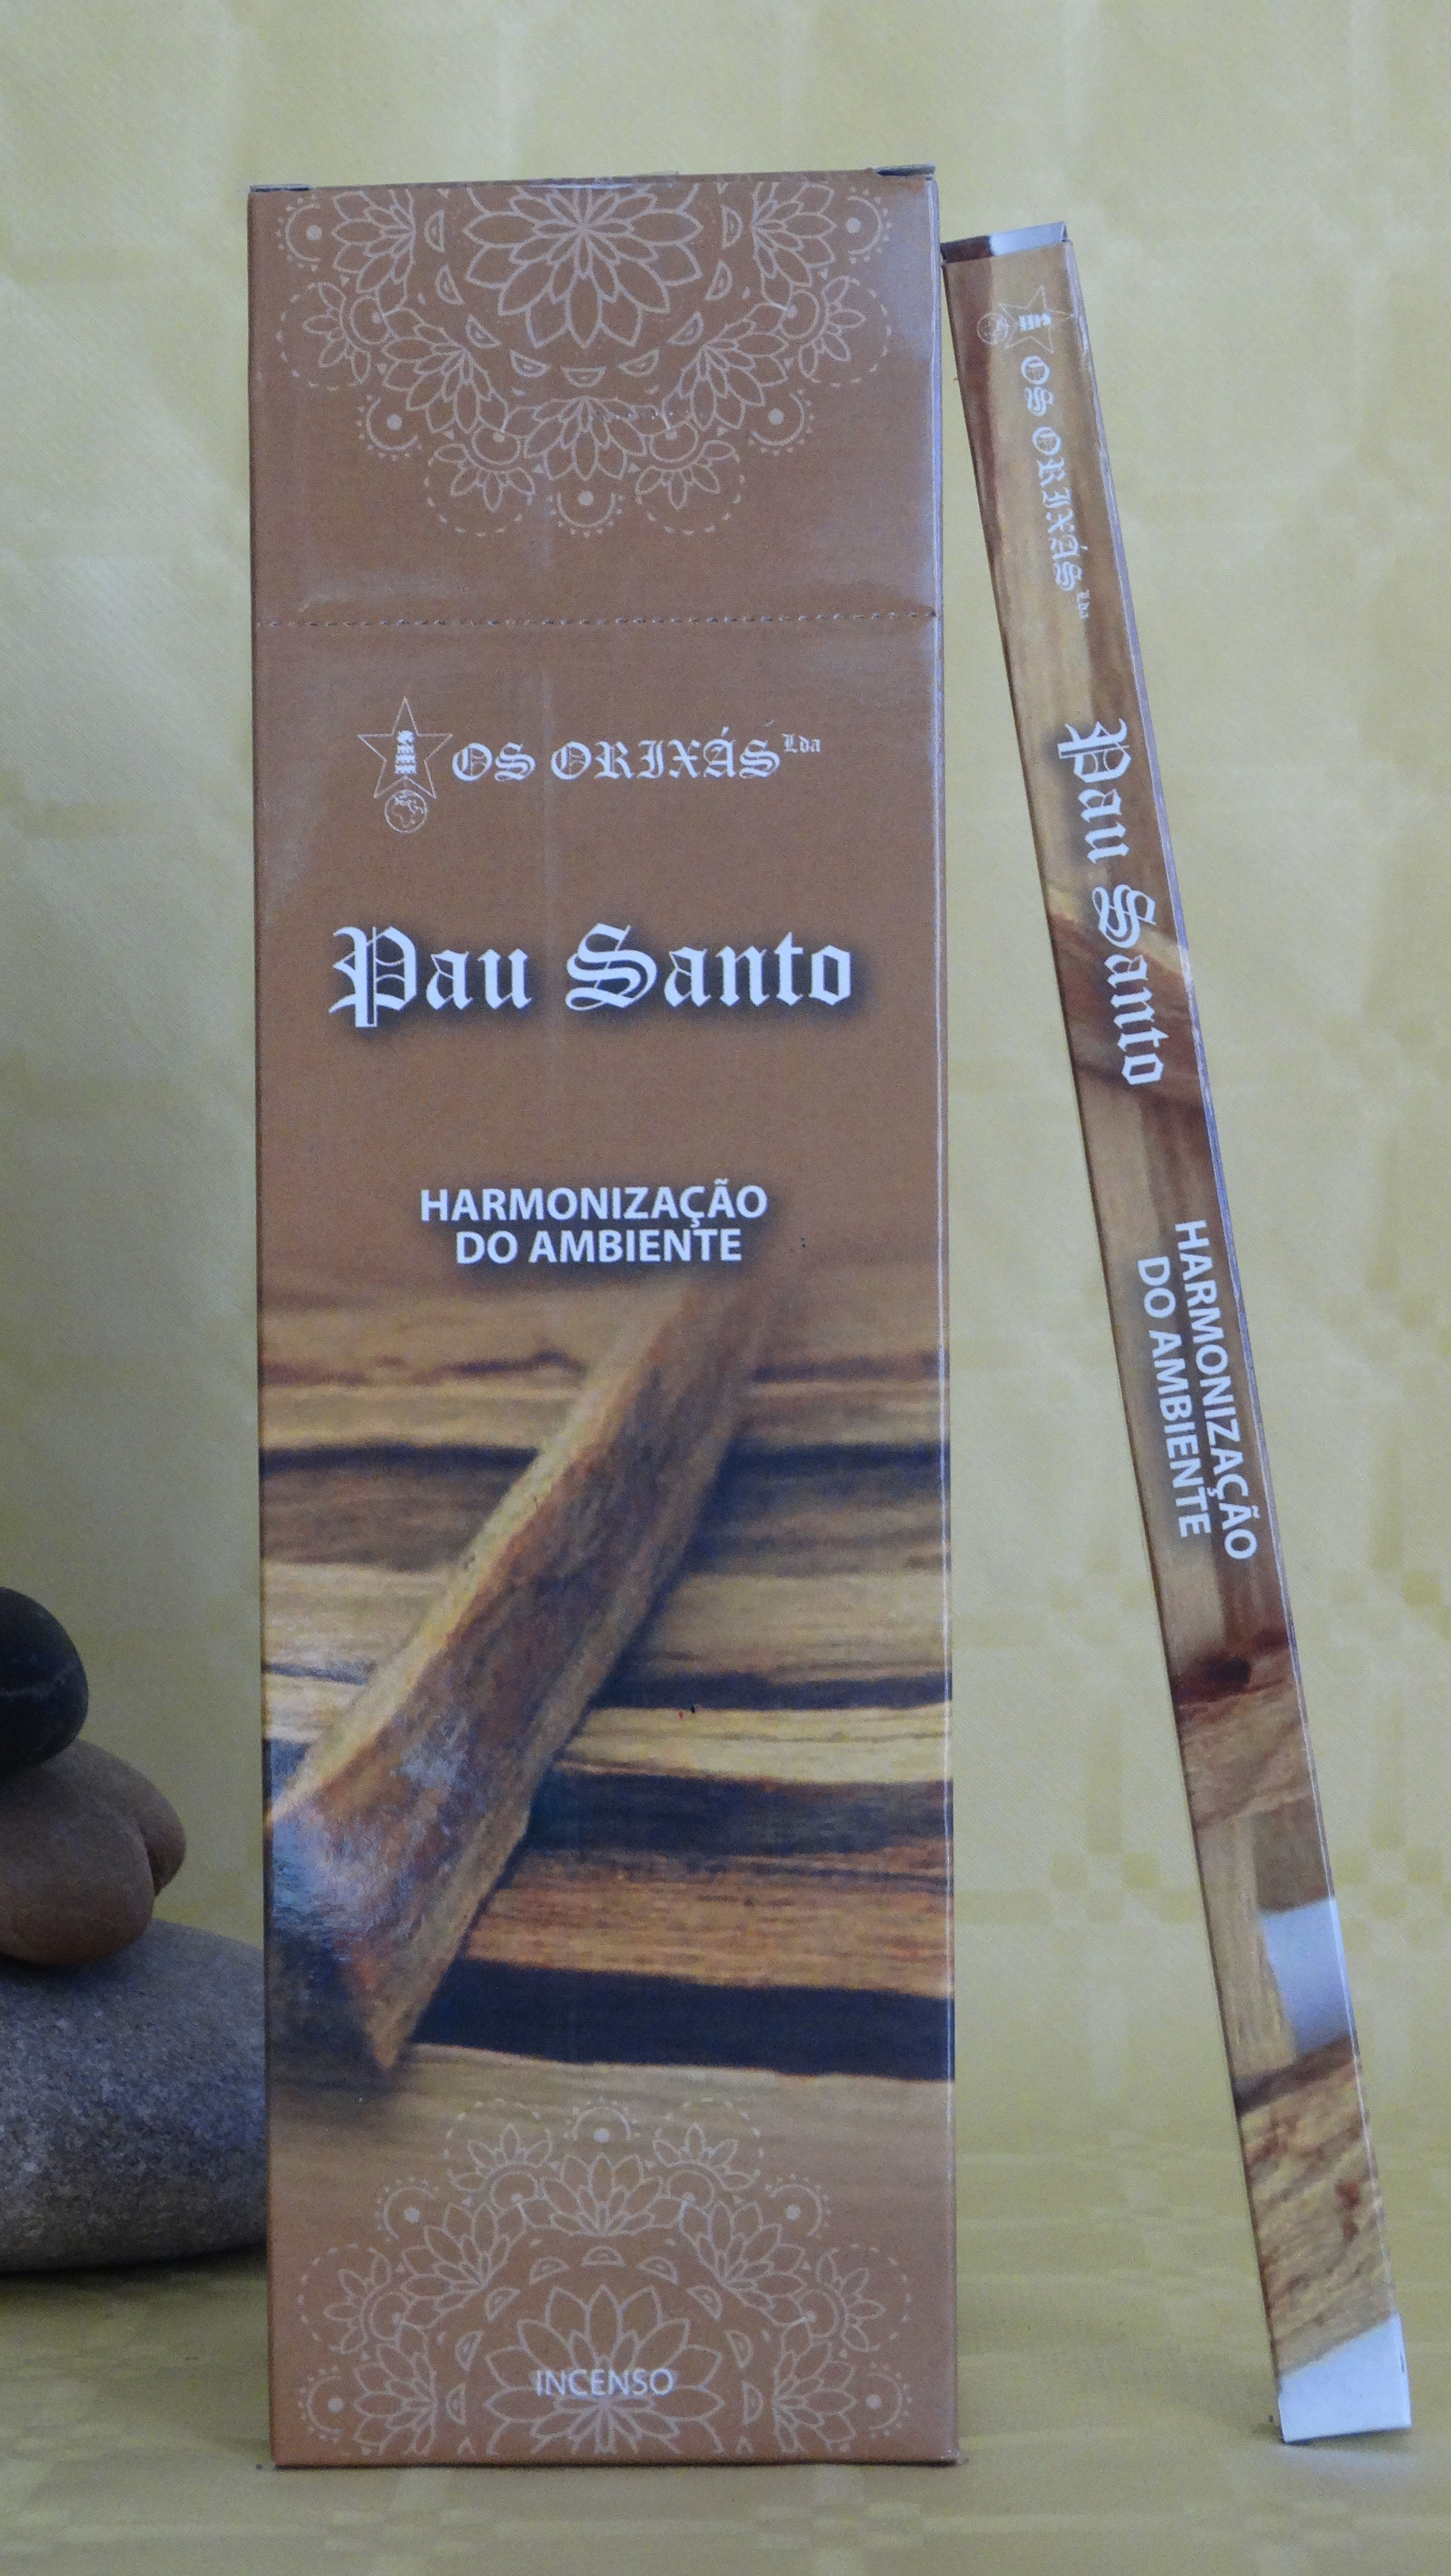 OS ORIXÁS Lda
Pau Santo
HARMONIZAÇÃO
DO AMBIENTE
INCENSO
OS ORIXÁS Lda
Pau Santo
HARMONIZAÇÃO
DO AMBIENTE